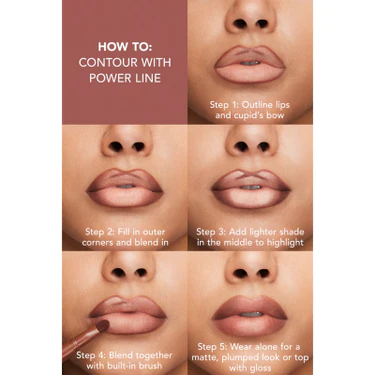 HOW TO:
CONTOUR WITH
POWER LINE
Step 1: Outline lips
and cupid's bow
Step 2: Fill in outer
corners and blend in
Step 3: Add lighter shade
in the middle to highlight
Step 4: Blend together
with built-in brush
Step 5: Wear alone for a
matte, plumped look or top
with gloss